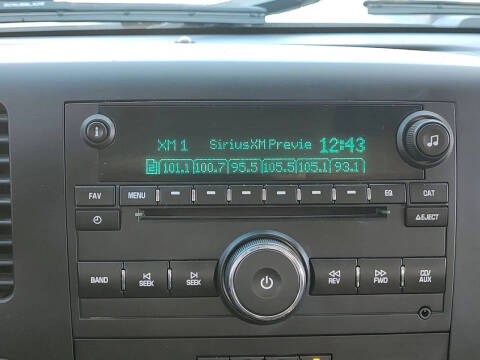 XM 1 SiriusXM Previe 12:43
101.1 100.7 95.5 105.5 105.1 93.1
FAV MENU EQ CAT
EJECT
BAND SEEK SEEK REV FWD CD/AUX